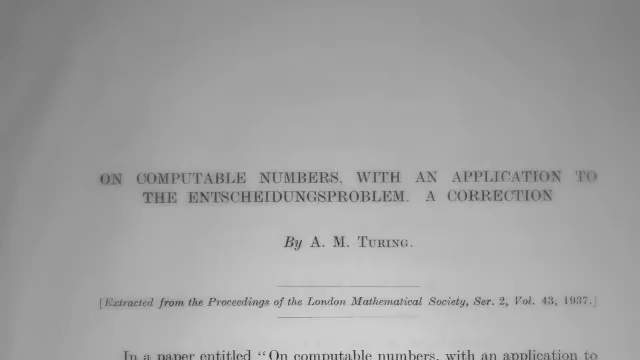 ON COMPUTABLE NUMBERS, WITH AN APPLICATION TO
THE ENTSCHEIDUNGSPROBLEM. A CORRECTION
By A. M. TURING.
[Extracted from the Proceedings of the London Mathematical Society, Ser. 2, Vol. 43, 1937.]
In a paper entitled “On computable numbers, with an application to